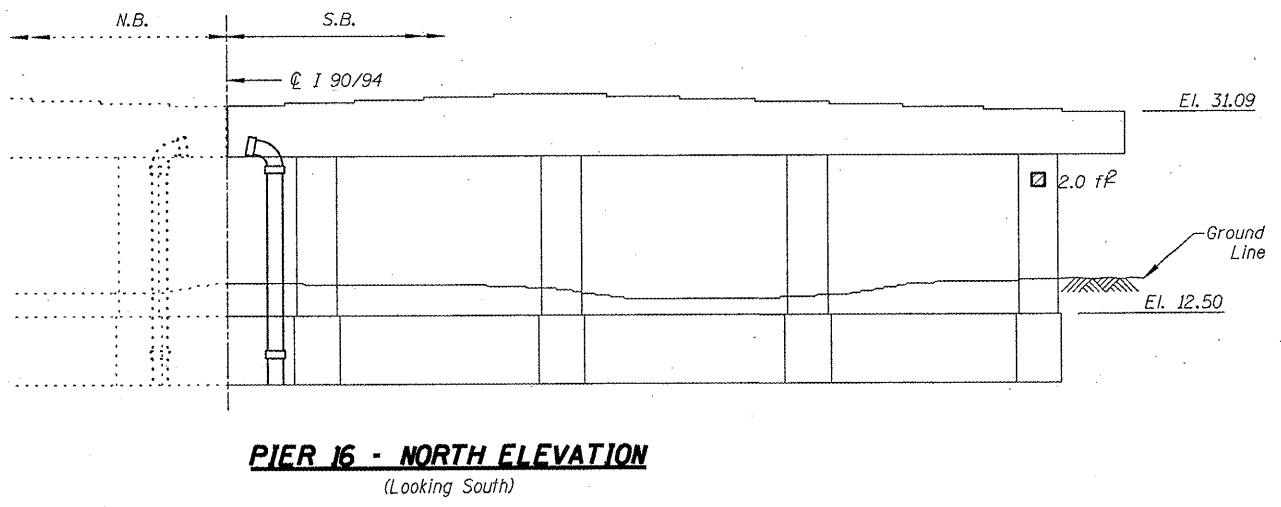 N.B.
S.B.
℄ I 90/94
El. 31.09
2.0 ft²
Ground
Line
El. 12.50
PIER 16 - NORTH ELEVATION
(Looking South)